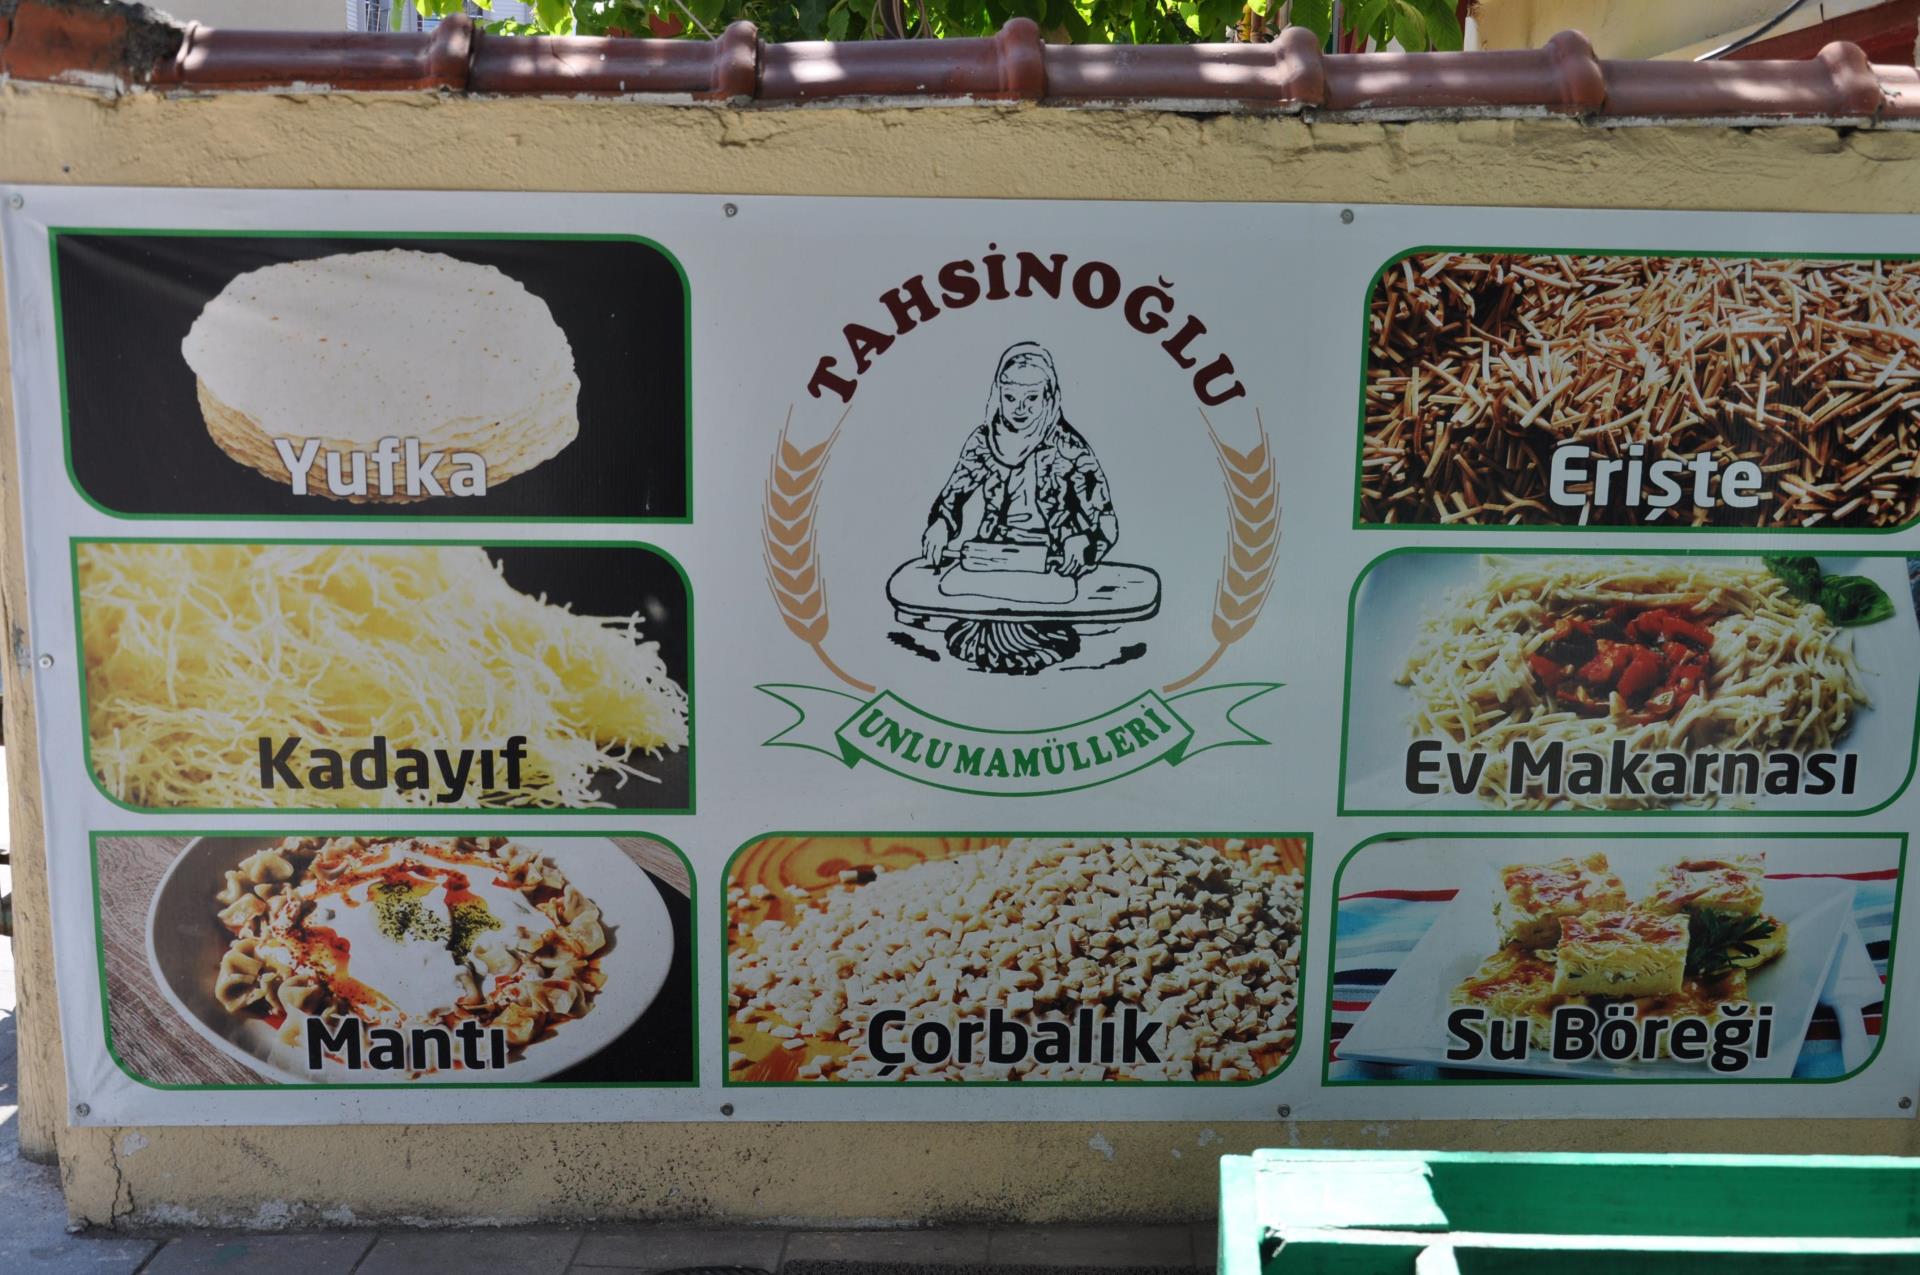 TAHSİNOĞLU
UNLU MAMÜLLERİ
Yufka
Erişte
Kadayıf
Ev Makarnası
Mantı
Çorbalık
Su Böreği